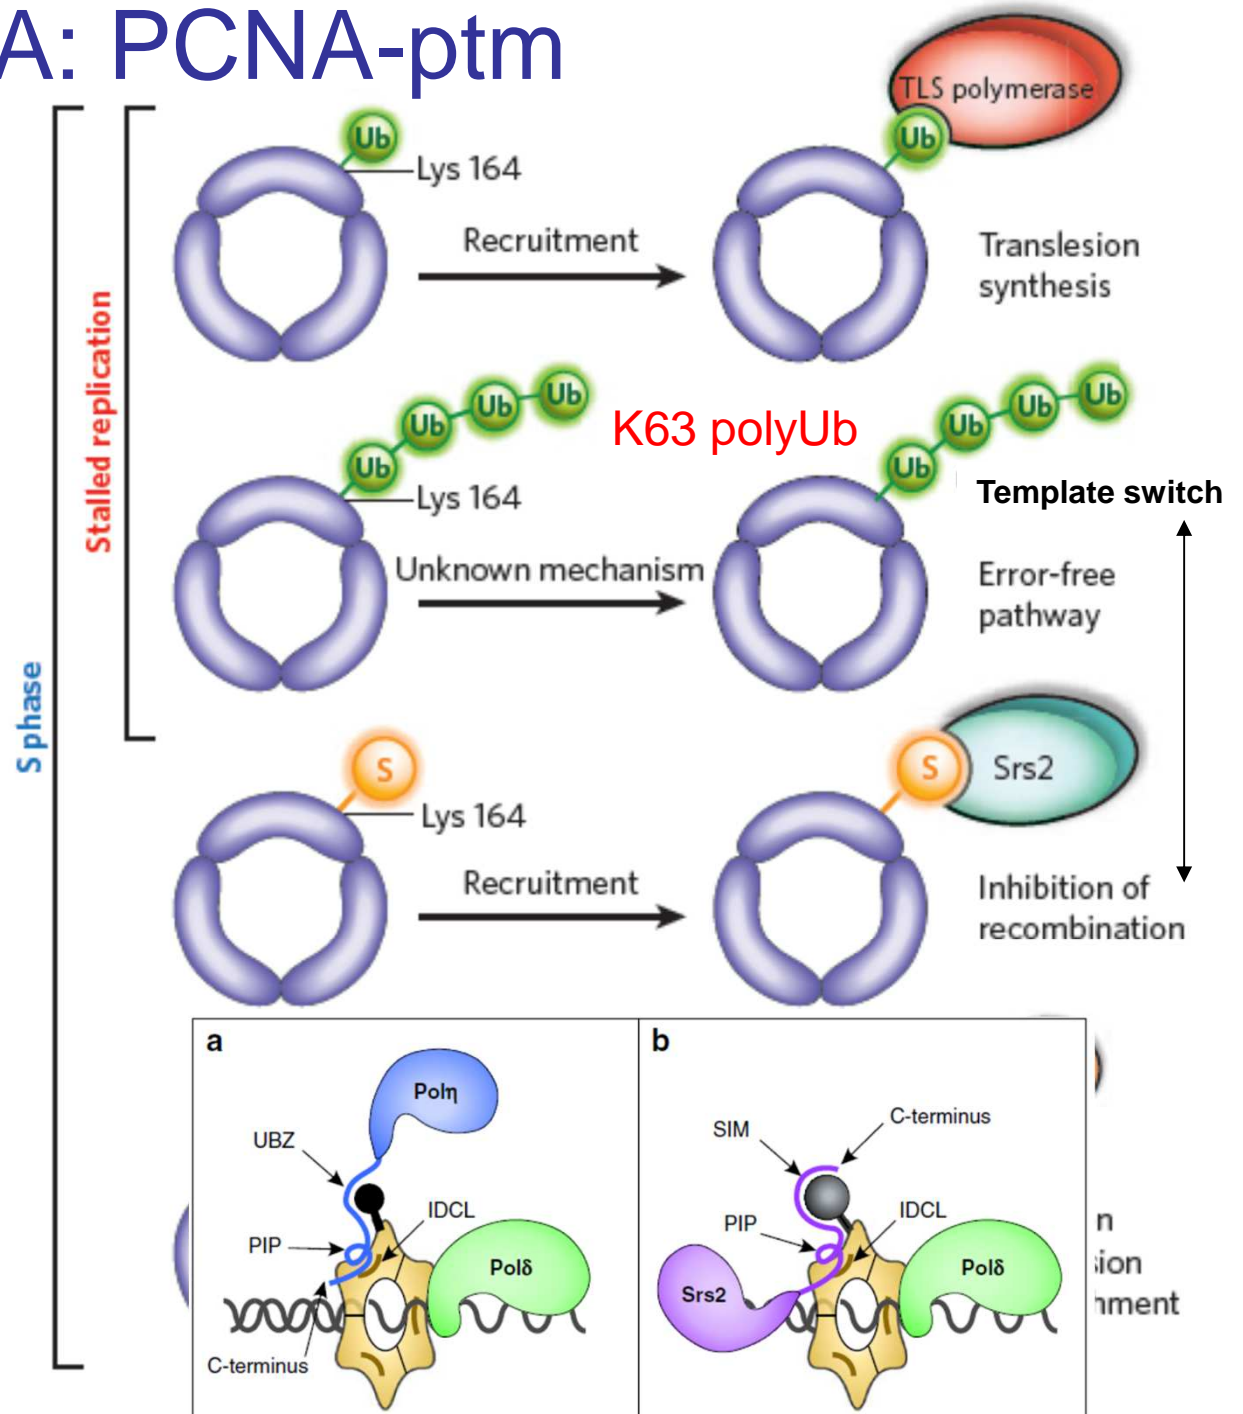 A: PCNA-ptm
TLS polymerase
Ub
Ub
Lys 164
Recruitment
Translesion
synthesis
Stalled replication
Ub
Ub
Ub
Ub
K63 polyUb
Ub
Ub
Ub
Ub
Lys 164
Template switch
Unknown mechanism
Error-free
pathway
S phase
S
S
Srs2
Lys 164
Recruitment
Inhibition of
recombination
a
Polη
UBZ
IDCL
PIP
Polδ
C-terminus
b
C-terminus
SIM
PIP
IDCL
Srs2
Polδ
n
sion
hment